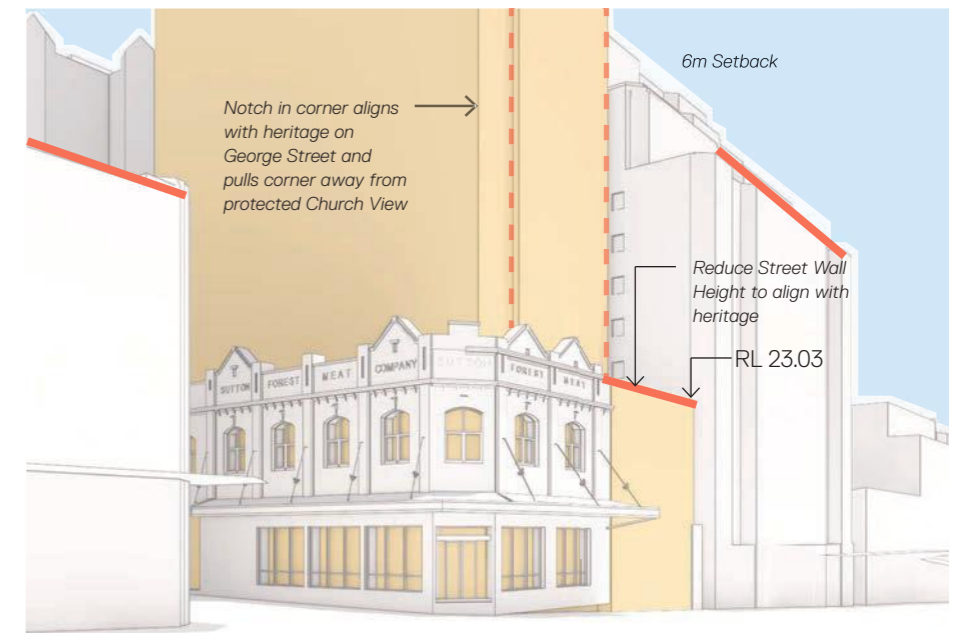 6m Setback
Notch in corner aligns
with heritage on
George Street and
pulls corner away from
protected Church View
Reduce Street Wall
Height to align with
heritage
RL 23.03
SUTTON FOREST MEAT COMPANY SUTTON FOREST MEAT